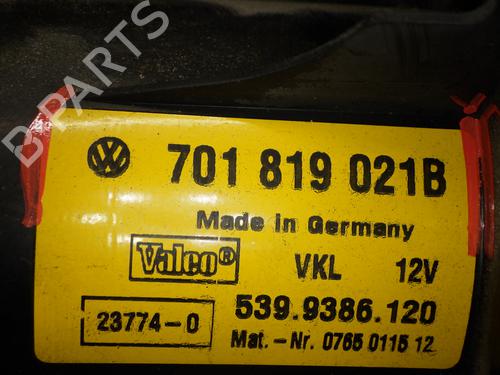 B-PARTS
701 819 021B
Made in Germany
Valeo® VKL 12V
23774-0 539.9386.120
Mat.-Nr. 0765 0115 12